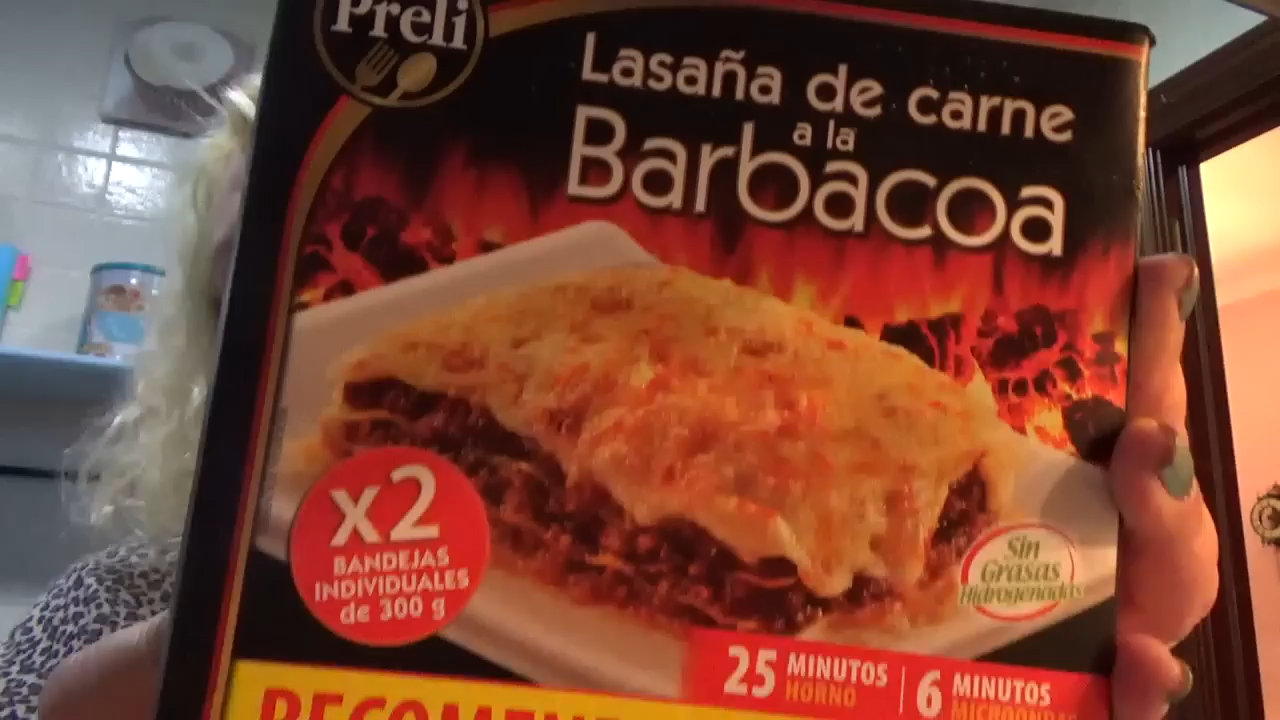 Preli
Lasaña de carne
a la
Barbacoa
x2
BANDEJAS
INDIVIDUALES
de 300 g
Sin
Grasas
Hidrogenadas
25 MINUTOS
HORNO
6 MINUTOS